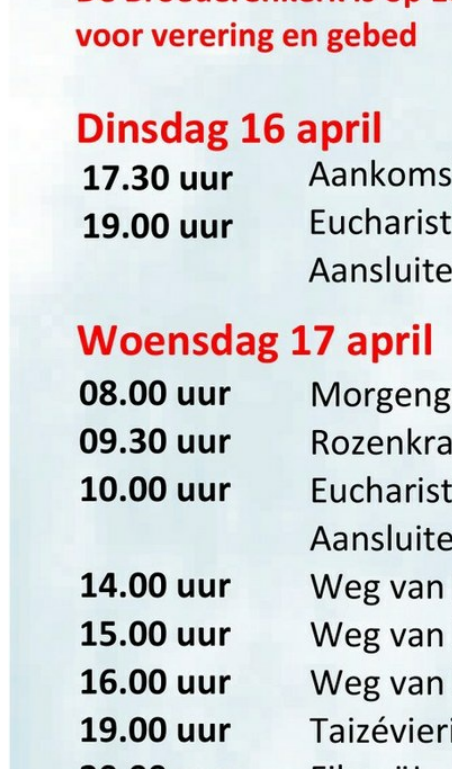 voor verering en gebed
Dinsdag 16 april
17.30 uur Aankoms
19.00 uur Eucharist
Aansluite
Woensdag 17 april
08.00 uur Morgeng
09.30 uur Rozenkra
10.00 uur Eucharist
Aansluite
14.00 uur Weg van
15.00 uur Weg van
16.00 uur Weg van
19.00 uur Taizévieri